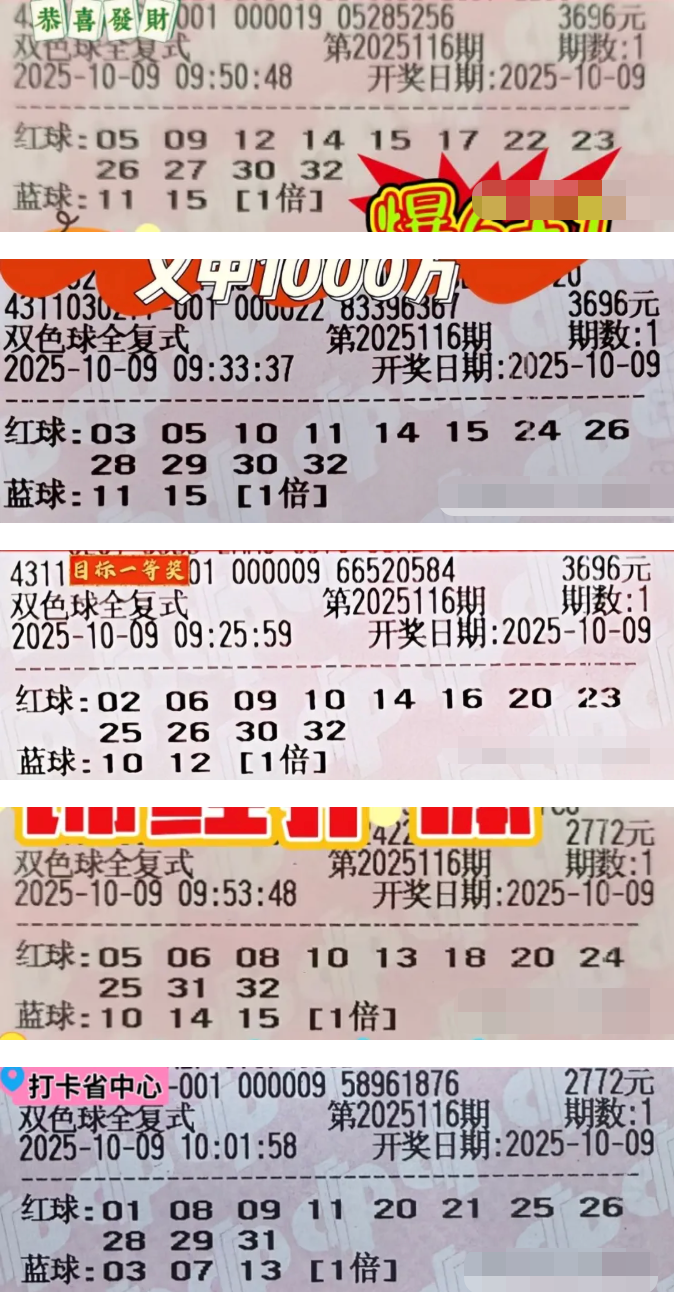 恭喜發財
001 000019 05285256 3696元
双色球全复式 第2025116期 期数:1
2025-10-09 09:50:48 开奖日期:2025-10-09
红球:05 09 12 14 15 17 22 23
26 27 30 32
蓝球:11 15 [1倍]
又中1000万
-001 000022 83396367 3696元
双色球全复式 第2025116期 期数:1
2025-10-09 09:33:37 开奖日期:2025-10-09
红球:03 05 10 11 14 15 24 26
28 29 30 32
蓝球:11 15 [1倍]
4311 目标一等奖 01 000009 66520584 3696元
双色球全复式 第2025116期 期数:1
2025-10-09 09:25:59 开奖日期:2025-10-09
红球:02 06 09 10 14 16 20 23
25 26 30 32
蓝球:10 12 [1倍]
2772元
双色球全复式 第2025116期 期数:1
2025-10-09 09:53:48 开奖日期:2025-10-09
红球:05 06 08 10 13 18 20 24
25 31 32
蓝球:10 14 15 [1倍]
打卡省中心 -001 000009 58961876 2772元
双色球全复式 第2025116期 期数:1
2025-10-09 10:01:58 开奖日期:2025-10-09
红球:01 08 09 11 20 21 25 26
28 29 31
蓝球:03 07 13 [1倍]